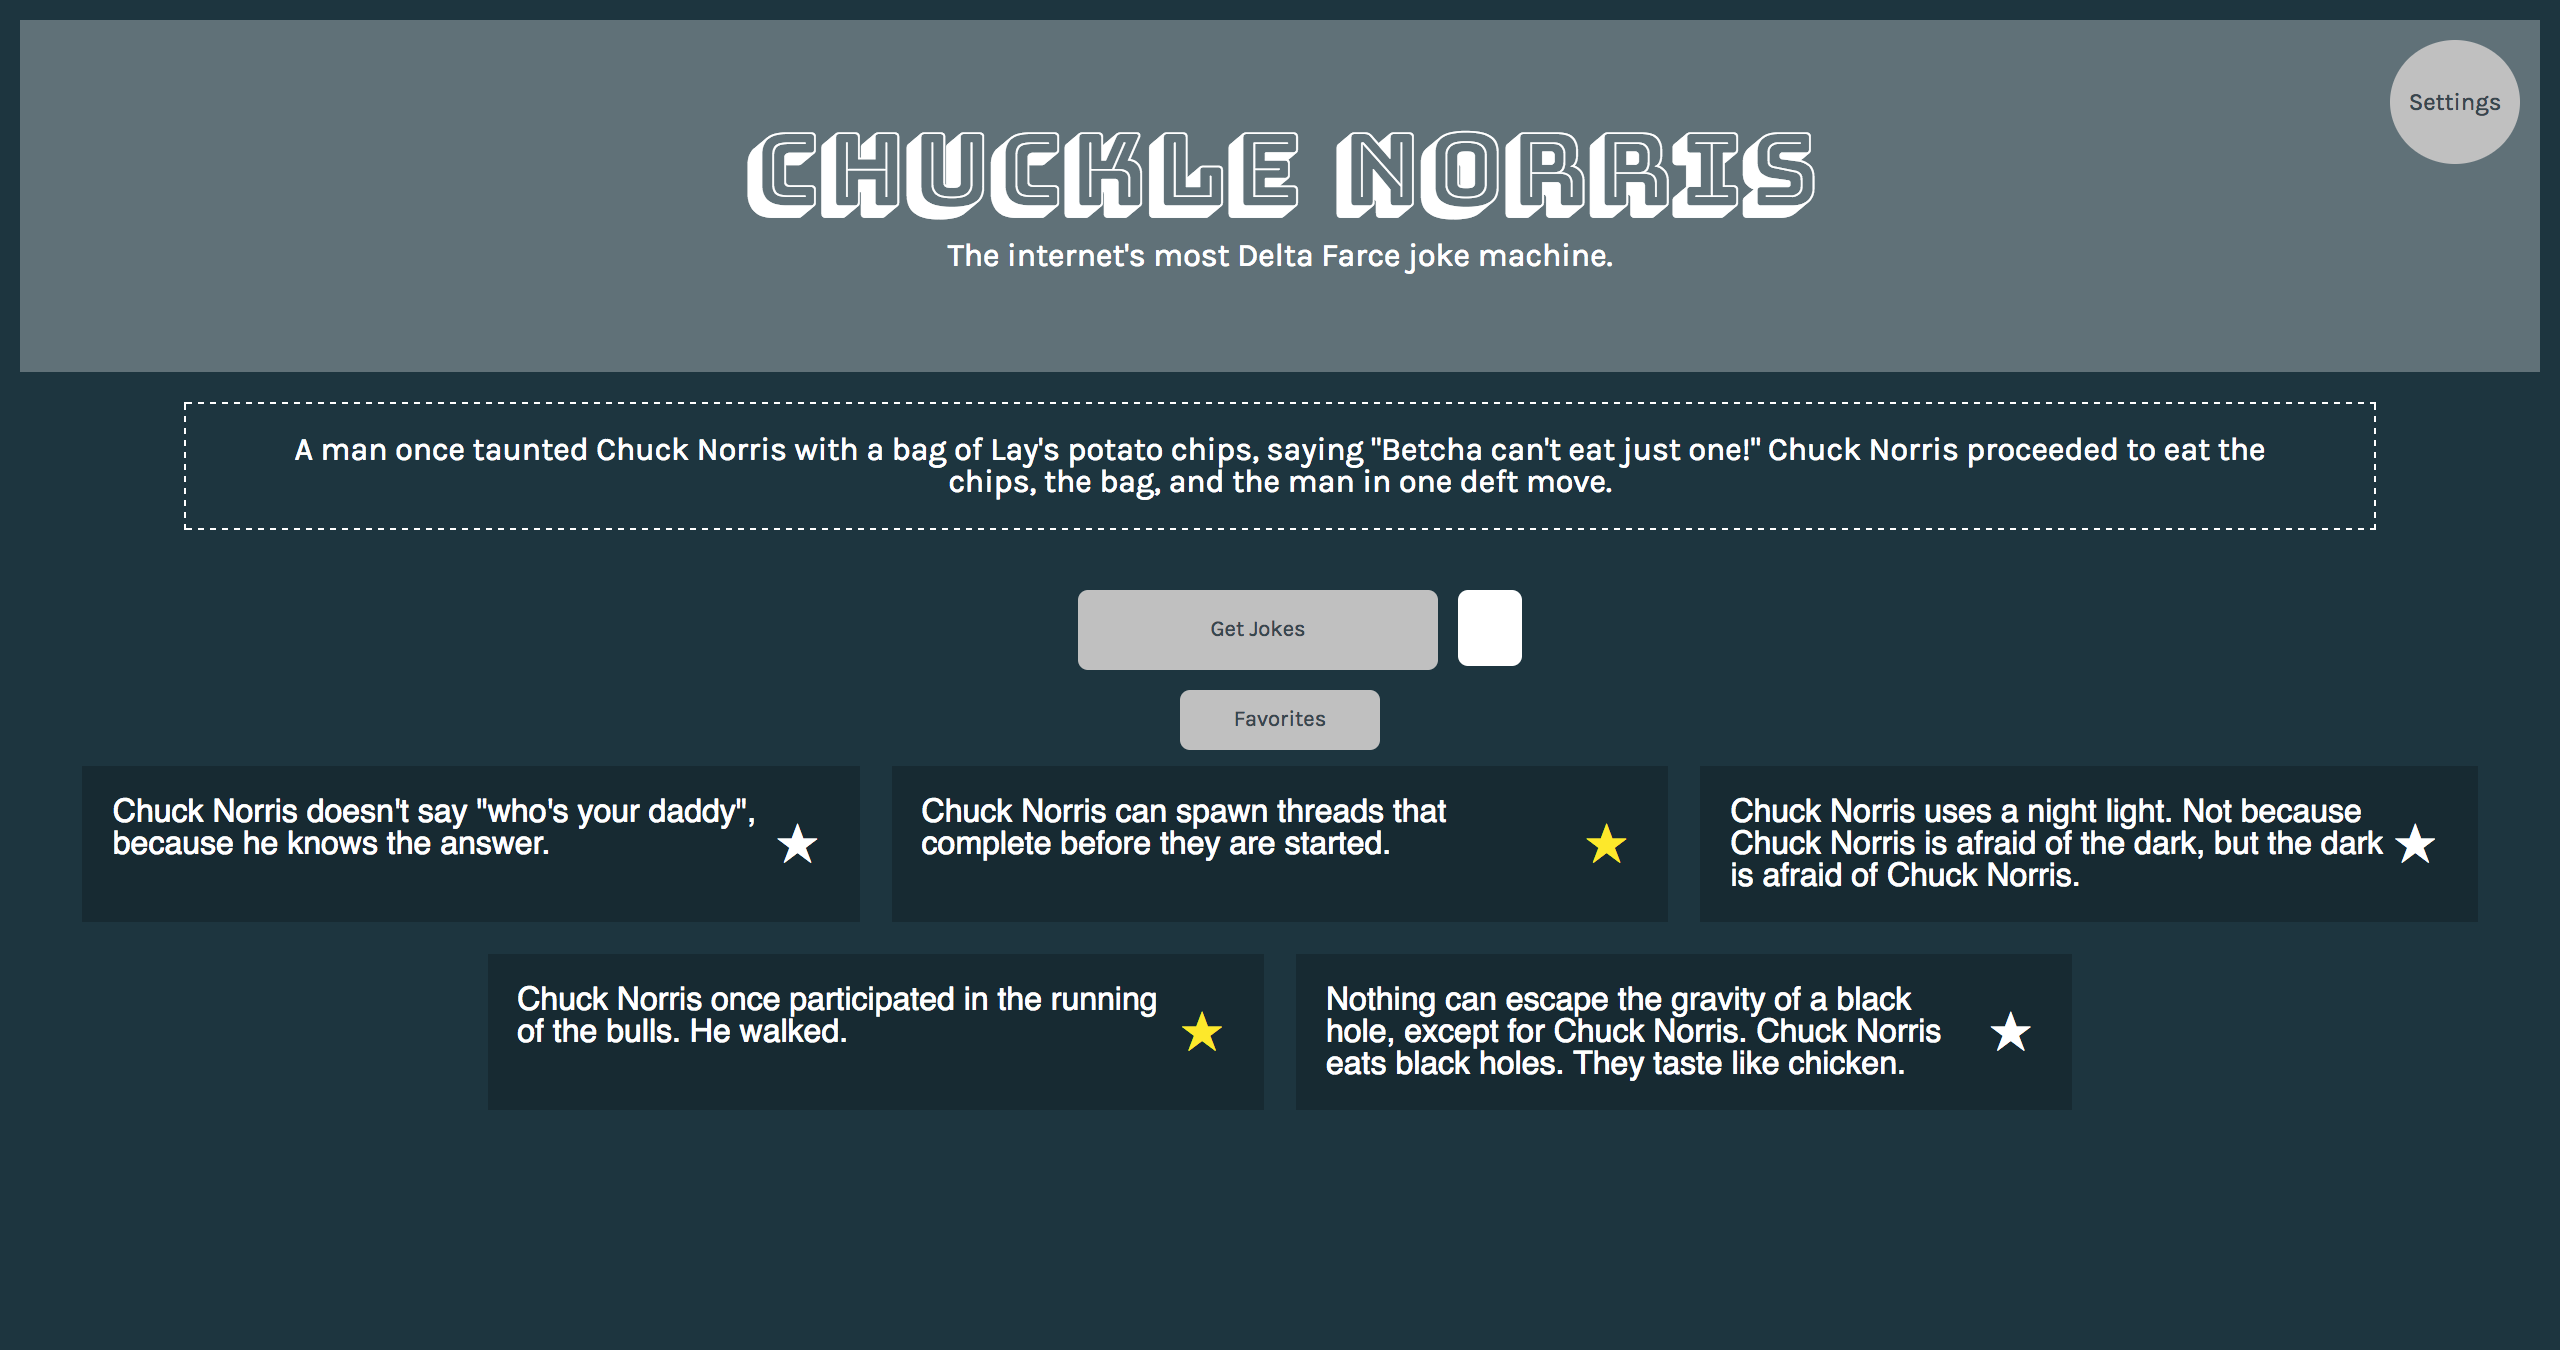 Settings
CHUCKLE NORRIS
The internet's most Delta Farce joke machine.
A man once taunted Chuck Norris with a bag of Lay's potato chips, saying "Betcha can't eat just one!" Chuck Norris proceeded to eat the
chips, the bag, and the man in one deft move.
Get Jokes
Favorites
Chuck Norris doesn't say "who's your daddy",
because he knows the answer.
Chuck Norris can spawn threads that
complete before they are started.
Chuck Norris uses a night light. Not because
Chuck Norris is afraid of the dark, but the dark
is afraid of Chuck Norris.
Chuck Norris once participated in the running
of the bulls. He walked.
Nothing can escape the gravity of a black
hole, except for Chuck Norris. Chuck Norris
eats black holes. They taste like chicken.